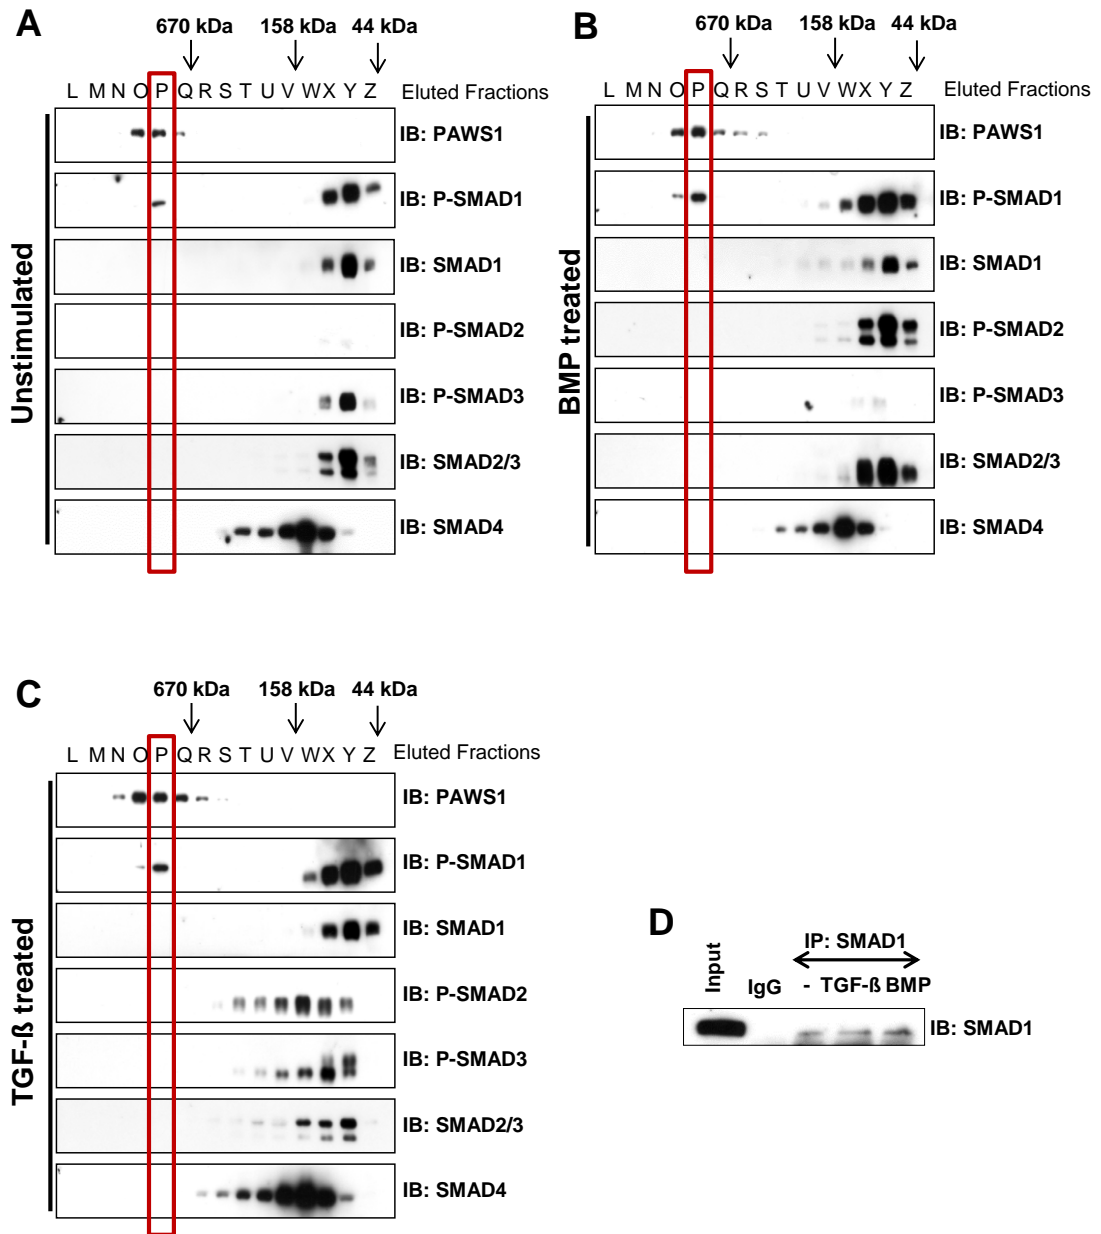 A
670 kDa 158 kDa 44 kDa
L M N O P Q R S T U V W X Y Z Eluted Fractions
Unstimulated
IB: PAWS1
IB: P-SMAD1
IB: SMAD1
IB: P-SMAD2
IB: P-SMAD3
IB: SMAD2/3
IB: SMAD4
B
670 kDa 158 kDa 44 kDa
L M N O P Q R S T U V W X Y Z Eluted Fractions
BMP treated
IB: PAWS1
IB: P-SMAD1
IB: SMAD1
IB: P-SMAD2
IB: P-SMAD3
IB: SMAD2/3
IB: SMAD4
C
670 kDa 158 kDa 44 kDa
L M N O P Q R S T U V W X Y Z Eluted Fractions
TGF-ß treated
IB: PAWS1
IB: P-SMAD1
IB: SMAD1
IB: P-SMAD2
IB: P-SMAD3
IB: SMAD2/3
IB: SMAD4
D
IP: SMAD1
Input IgG - TGF-ß BMP
IB: SMAD1